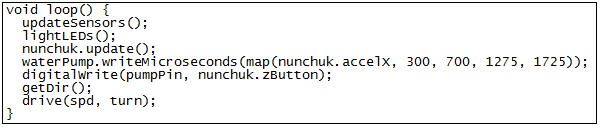 void loop() {
  updateSensors();
  lightLEDs();
  nunchuk.update();
  waterPump.writeMicroseconds(map(nunchuk.accelX, 300, 700, 1275, 1725));
  digitalWrite(pumpPin, nunchuk.zButton);
  getDir();
  drive(spd, turn);
}